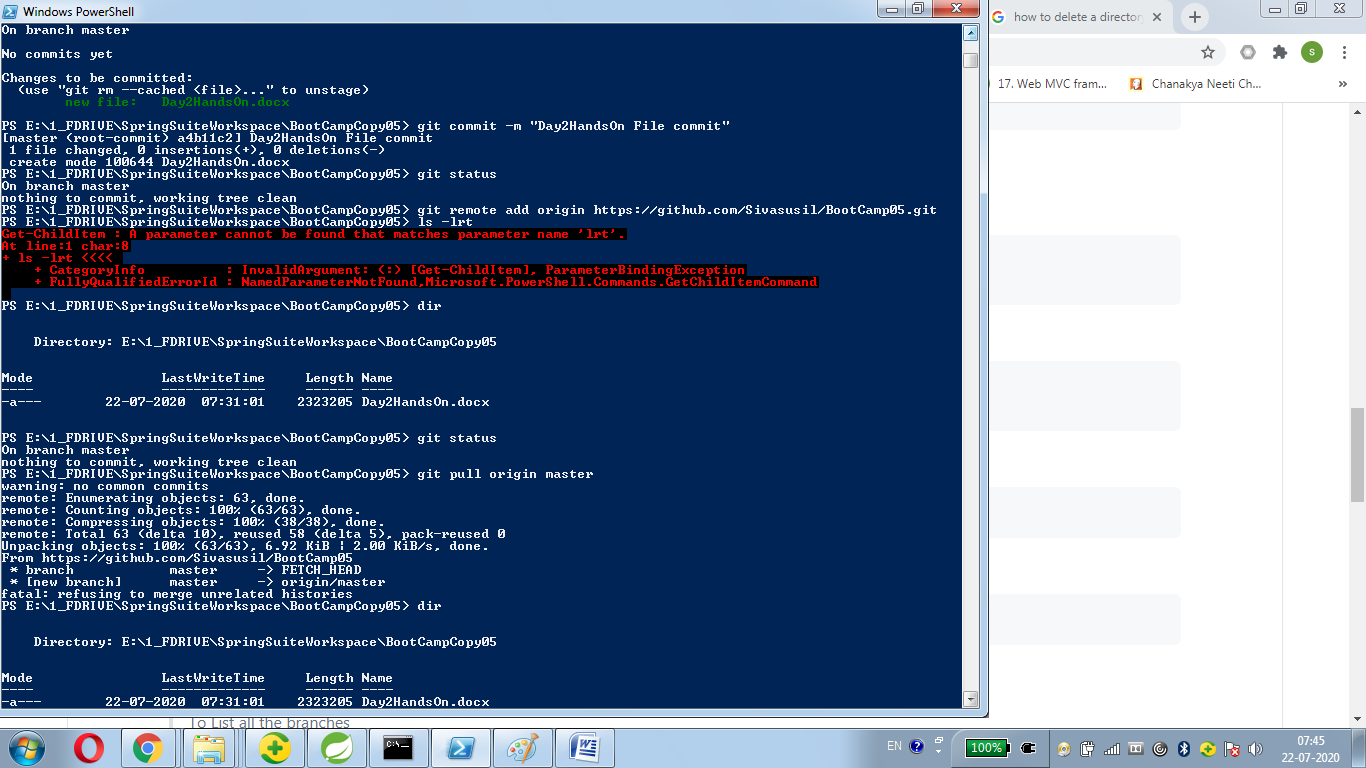 Windows PowerShell
On branch master
No commits yet
Changes to be committed:
(use "git rm --cached <file>..." to unstage)
new file:   Day2HandsOn.docx
PS E:\1_FDRIVE\SpringSuiteWorkspace\BootCampCopy05> git commit -m "Day2HandsOn File commit"
[master (root-commit) a4b11c2] Day2HandsOn File commit
1 file changed, 0 insertions(+), 0 deletions(-)
create mode 100644 Day2HandsOn.docx
PS E:\1_FDRIVE\SpringSuiteWorkspace\BootCampCopy05> git status
On branch master
nothing to commit, working tree clean
PS E:\1_FDRIVE\SpringSuiteWorkspace\BootCampCopy05> git remote add origin https://github.com/Sivasusil/BootCamp05.git
PS E:\1_FDRIVE\SpringSuiteWorkspace\BootCampCopy05> ls -lrt
Get-ChildItem : A parameter cannot be found that matches parameter name 'lrt'.
At line:1 char:8
+ ls -lrt <<<<
+ CategoryInfo          : InvalidArgument: (:) [Get-ChildItem], ParameterBindingException
+ FullyQualifiedErrorId : NamedParameterNotFound,Microsoft.PowerShell.Commands.GetChildItemCommand
PS E:\1_FDRIVE\SpringSuiteWorkspace\BootCampCopy05> dir
Directory: E:\1_FDRIVE\SpringSuiteWorkspace\BootCampCopy05
Mode                LastWriteTime     Length Name
----                -------------     ------ ----
-a---         22-07-2020  07:31:01    2323205 Day2HandsOn.docx
PS E:\1_FDRIVE\SpringSuiteWorkspace\BootCampCopy05> git status
On branch master
nothing to commit, working tree clean
PS E:\1_FDRIVE\SpringSuiteWorkspace\BootCampCopy05> git pull origin master
warning: no common commits
remote: Enumerating objects: 63, done.
remote: Counting objects: 100% (63/63), done.
remote: Compressing objects: 100% (38/38), done.
remote: Total 63 (delta 10), reused 58 (delta 5), pack-reused 0
Unpacking objects: 100% (63/63), 6.92 KiB | 2.00 KiB/s, done.
From https://github.com/Sivasusil/BootCamp05
* branch            master     -> FETCH_HEAD
* [new branch]      master     -> origin/master
fatal: refusing to merge unrelated histories
PS E:\1_FDRIVE\SpringSuiteWorkspace\BootCampCopy05> dir
Directory: E:\1_FDRIVE\SpringSuiteWorkspace\BootCampCopy05
Mode                LastWriteTime     Length Name
----                -------------     ------ ----
-a---         22-07-2020  07:31:01    2323205 Day2HandsOn.docx
how to delete a director
S
17. Web MVC fram...
Chanakya Neeti Ch...
»
To List all the branches
C:\
EN
100%
07:45
22-07-2020